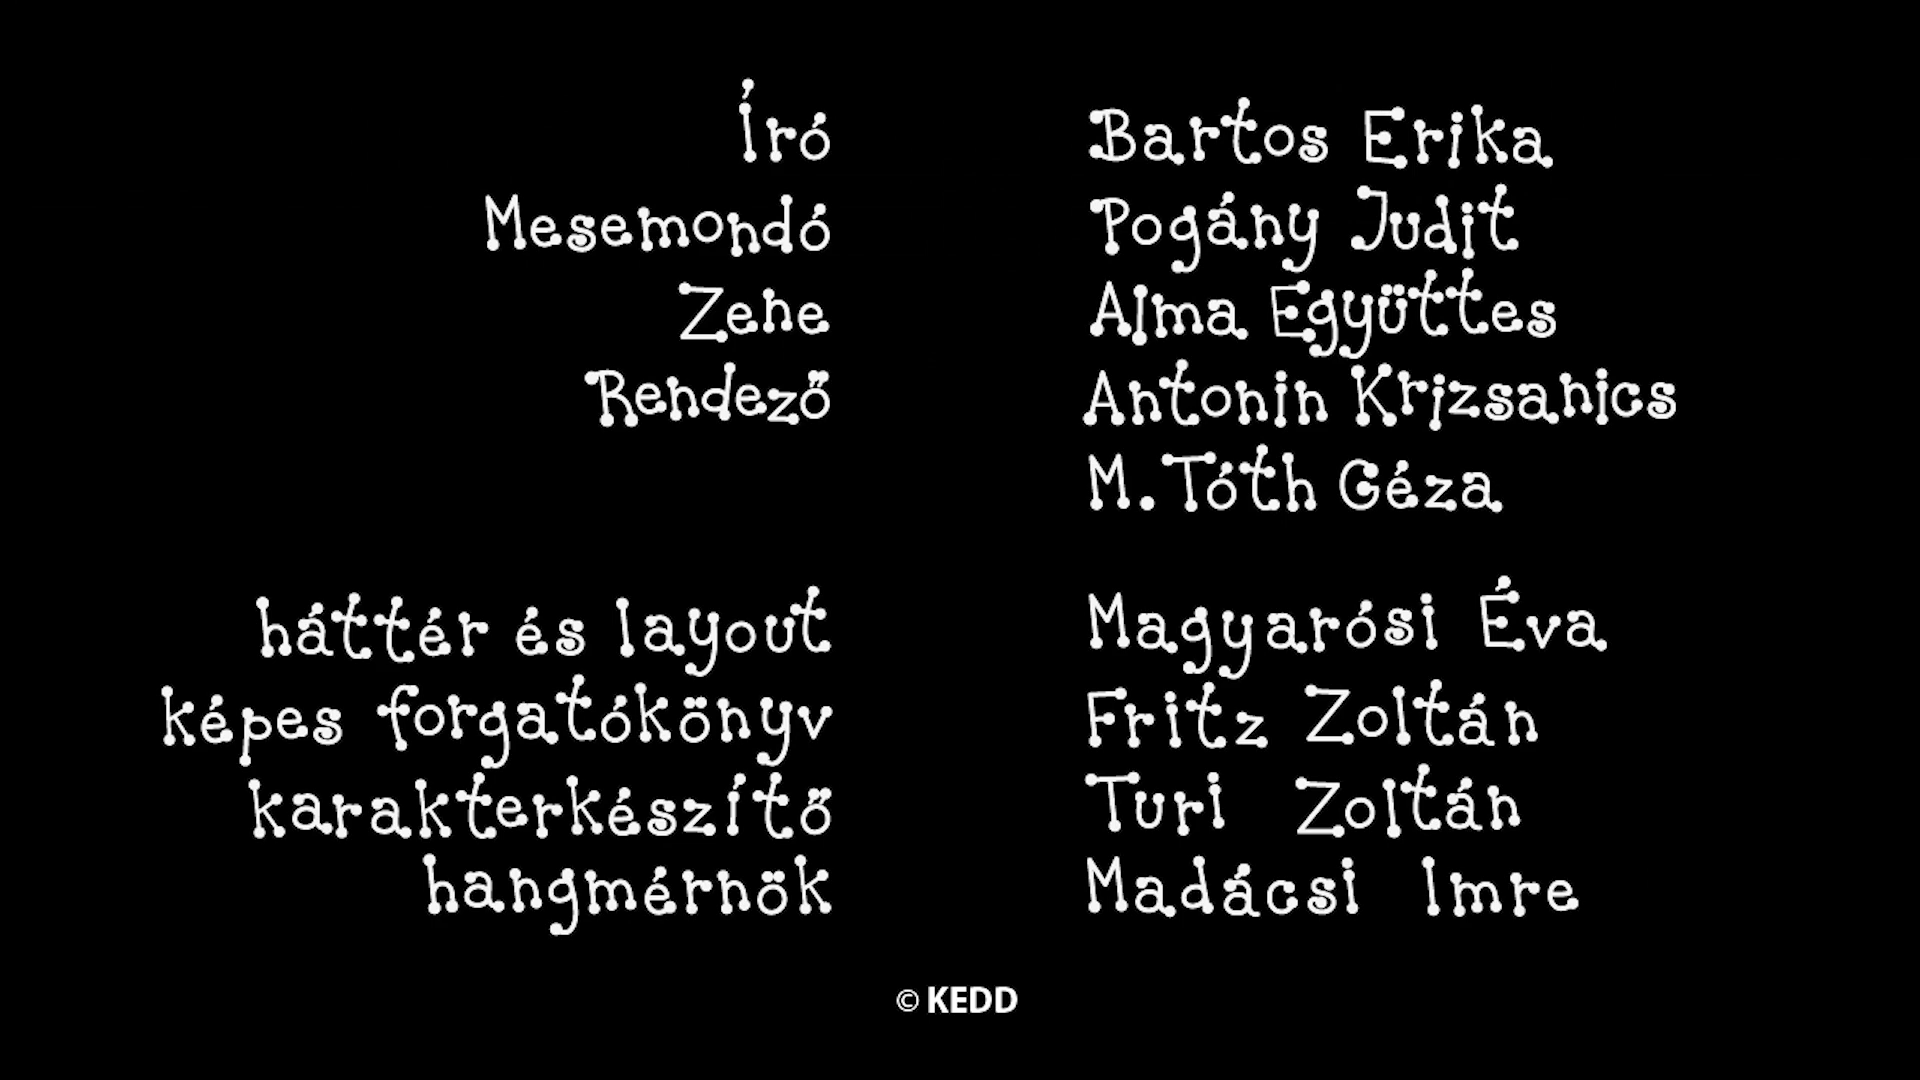 Író Bartos Erika
Mesemondó Pogány Judit
Zene Alma Együttes
Rendező Antonin Krizsanics
M. Tóth Géza
háttér és layout Magyarósi Éva
képes forgatókönyv Fritz Zoltán
karakterkészítő Turi Zoltán
hangmérnök Madácsi Imre
© KEDD